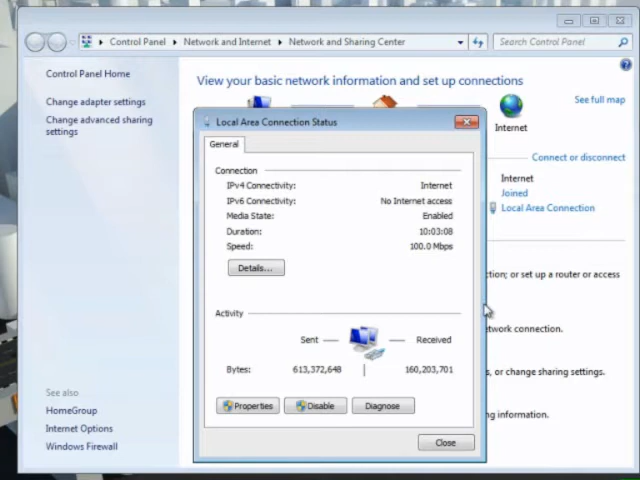 Control Panel ▸ Network and Internet ▸ Network and Sharing Center
Search Control Panel
Control Panel Home
Change adapter settings
Change advanced sharing
settings
See also
HomeGroup
Internet Options
Windows Firewall
View your basic network information and set up connections
See full map
Internet
Connect or disconnect
Internet
Joined
Local Area Connection
ction; or set up a router or access
etwork connection.
s, or change sharing settings.
ng information.
Local Area Connection Status
General
Connection
IPv4 Connectivity: Internet
IPv6 Connectivity: No Internet access
Media State: Enabled
Duration: 10:03:08
Speed: 100.0 Mbps
Details...
Activity
Sent Received
Bytes: 613,372,648 160,203,701
Properties Disable Diagnose
Close